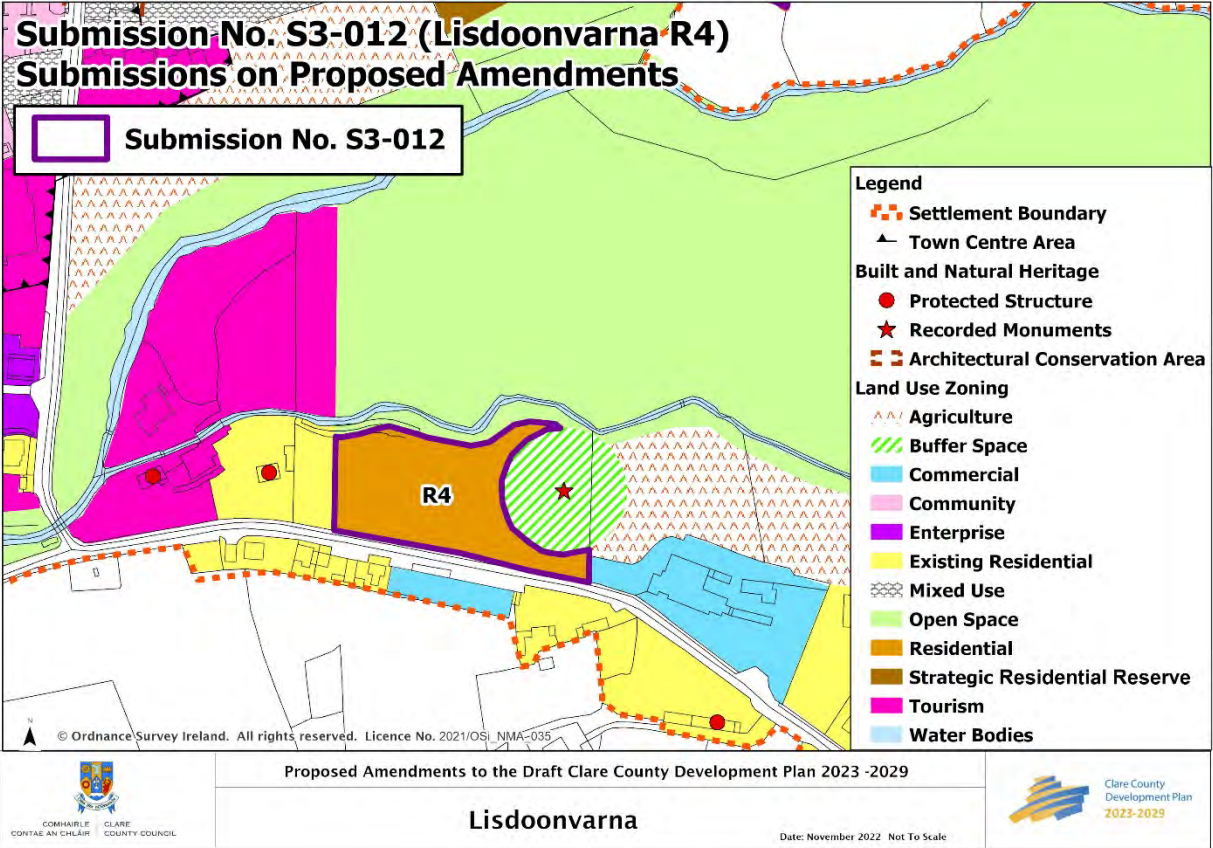 Submission No. S3-012 (Lisdoonvarna R4)
Submissions on Proposed Amendments
Submission No. S3-012
Legend
Settlement Boundary
Town Centre Area
Built and Natural Heritage
Protected Structure
Recorded Monuments
Architectural Conservation Area
Land Use Zoning
Agriculture
Buffer Space
Commercial
Community
Enterprise
Existing Residential
Mixed Use
Open Space
Residential
Strategic Residential Reserve
Tourism
Water Bodies
R4
N
© Ordnance Survey Ireland. All rights reserved. Licence No. 2021/OSi_NMA_035
COMHAIRLE CLARE
CONTAE AN CHLÁIR COUNTY COUNCIL
Proposed Amendments to the Draft Clare County Development Plan 2023 -2029
Lisdoonvarna
Date: November 2022 Not To Scale
Clare County
Development Plan
2023-2029